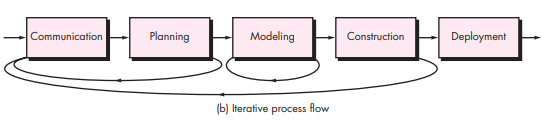 Communication
Planning
Modeling
Construction
Deployment
(b) Iterative process flow